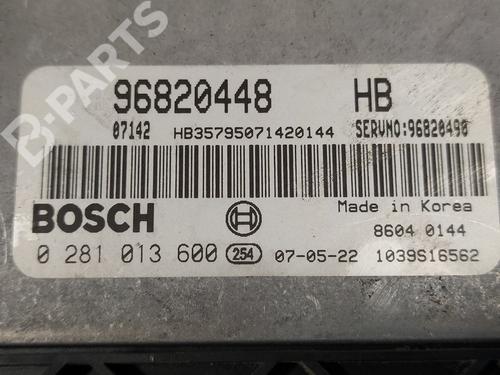 B-PARTS
96820448 HB
07142 HB35795071420144 SERVNO:96820490
BOSCH
Made in Korea
8604 0144
0 281 013 600 254 07-05-22 1039S16562